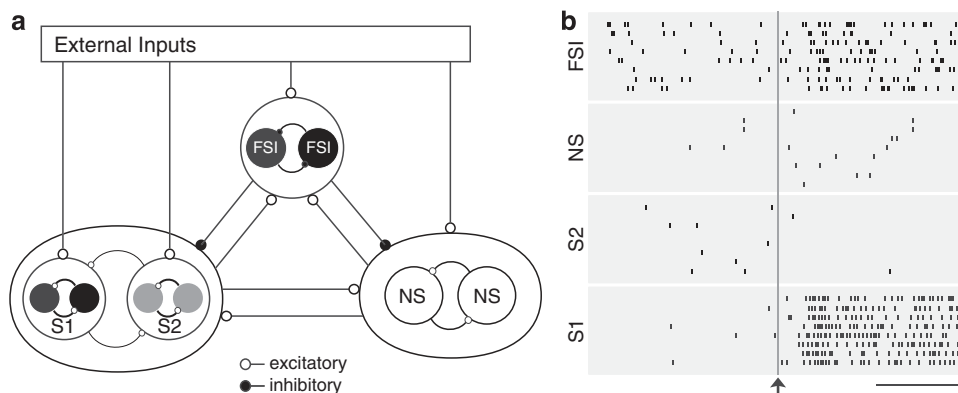 a
External Inputs
FSI FSI
S1 S2
NS NS
excitatory
inhibitory
b
FSI
NS
S2
S1